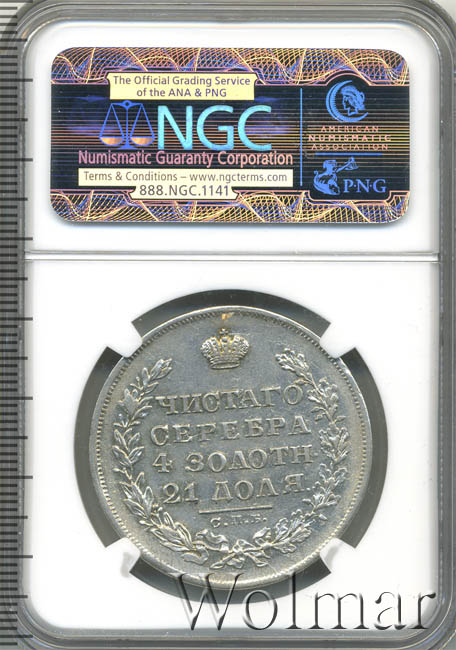 The Official Grading Service
of the ANA & PNG
NGC
Numismatic Guaranty Corporation
Terms & Conditions – www.ngcterms.com
888.NGC.1141
AMERICAN
NUMISMATIC
ASSOCIATION
P·N·G
ЧИСТАГО
СЕРЕБРА
4 ЗОЛОТН.
21 ДОЛЯ.
С.П.Б.
Wolmar